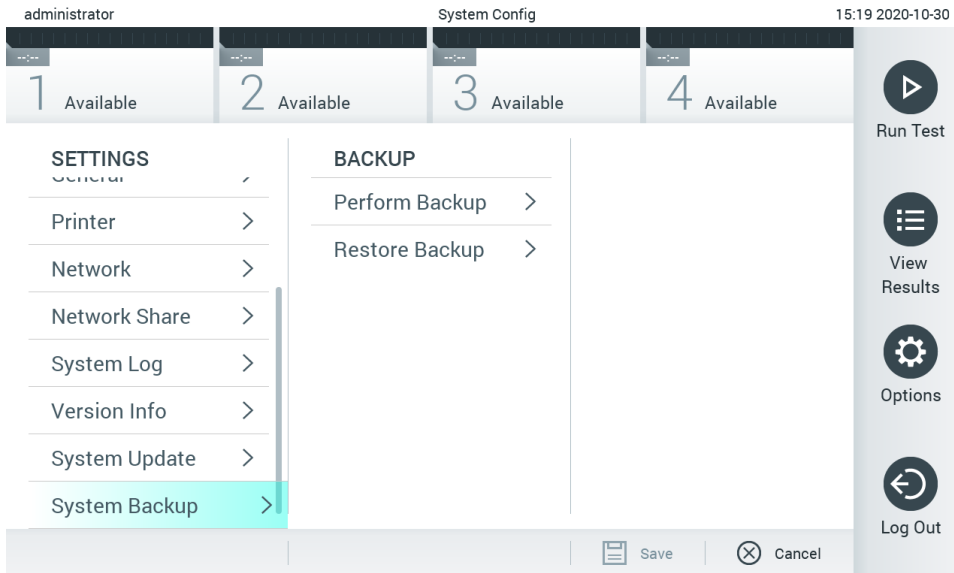 administrator
System Config
15:19 2020-10-30
--:--
--:--
--:--
--:--
1 Available
2 Available
3 Available
4 Available
Run Test
SETTINGS
General
Printer
Network
Network Share
System Log
Version Info
System Update
System Backup
BACKUP
Perform Backup
Restore Backup
View
Results
Options
Log Out
Save
Cancel